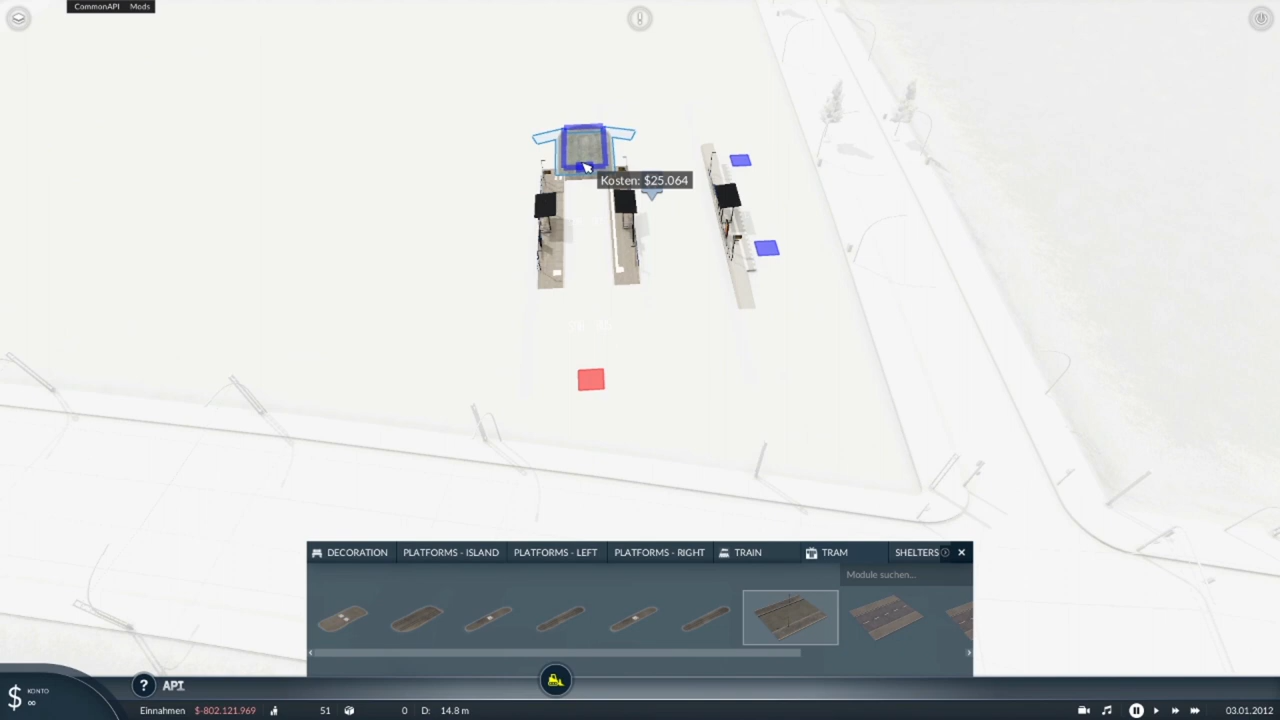 CommonAPI Mods
Kosten: $25.064
DECORATION PLATFORMS - ISLAND PLATFORMS - LEFT PLATFORMS - RIGHT TRAIN TRAM SHELTERS
Module suchen...
$ KONTO
∞
? API
Einnahmen $-802.121.969 51 0 D: 14.8 m 03.01.2012